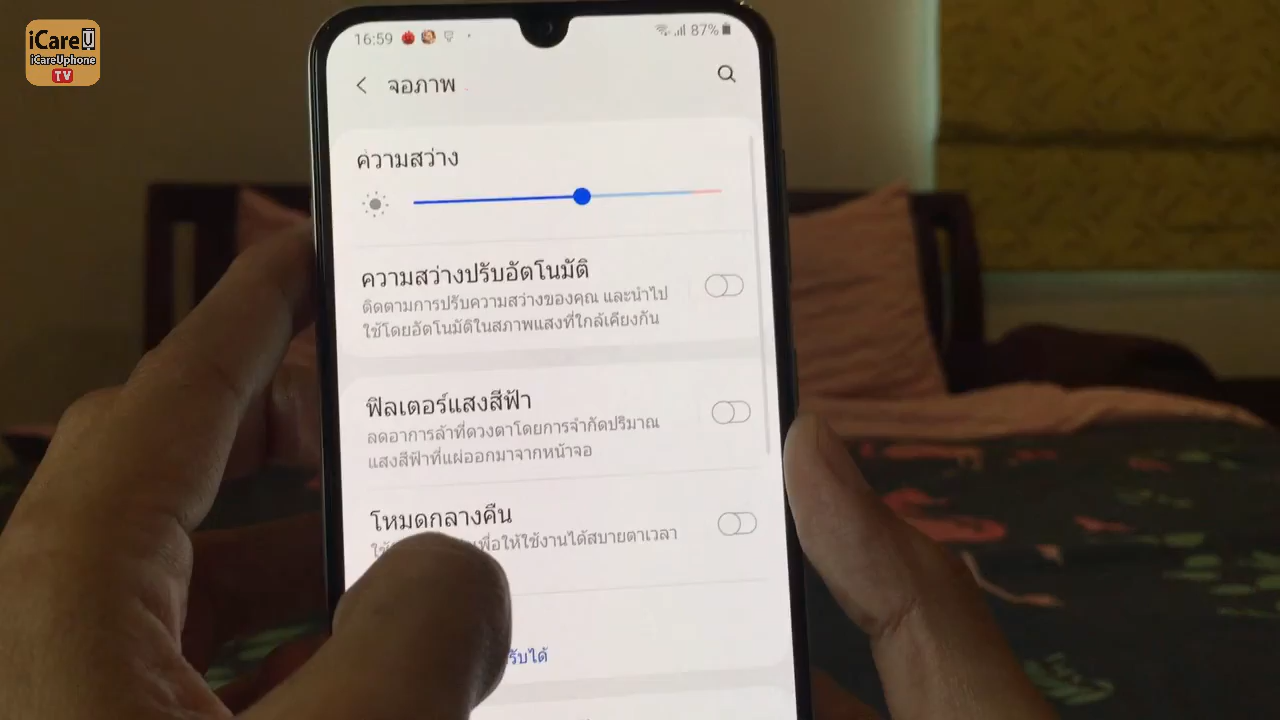 iCareU
iCareUphone
TV
16:59
87%
จอภาพ
ความสว่าง
ความสว่างปรับอัตโนมัติ
ติดตามการปรับความสว่างของคุณ และนำไป
ใช้โดยอัตโนมัติในสภาพแสงที่ใกล้เคียงกัน
ฟิลเตอร์แสงสีฟ้า
ลดอาการล้าที่ดวงตาโดยการจำกัดปริมาณ
แสงสีฟ้าที่แผ่ออกมาจากหน้าจอ
โหมดกลางคืน
เพื่อให้ใช้งานได้สบายตาเวลา
รับได้